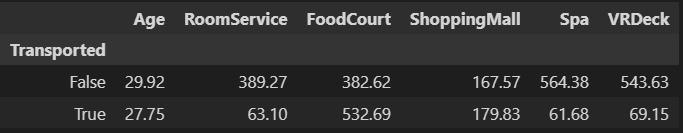 Age RoomService FoodCourt ShoppingMall Spa VRDeck
Transported
False 29.92 389.27 382.62 167.57 564.38 543.63
True 27.75 63.10 532.69 179.83 61.68 69.15